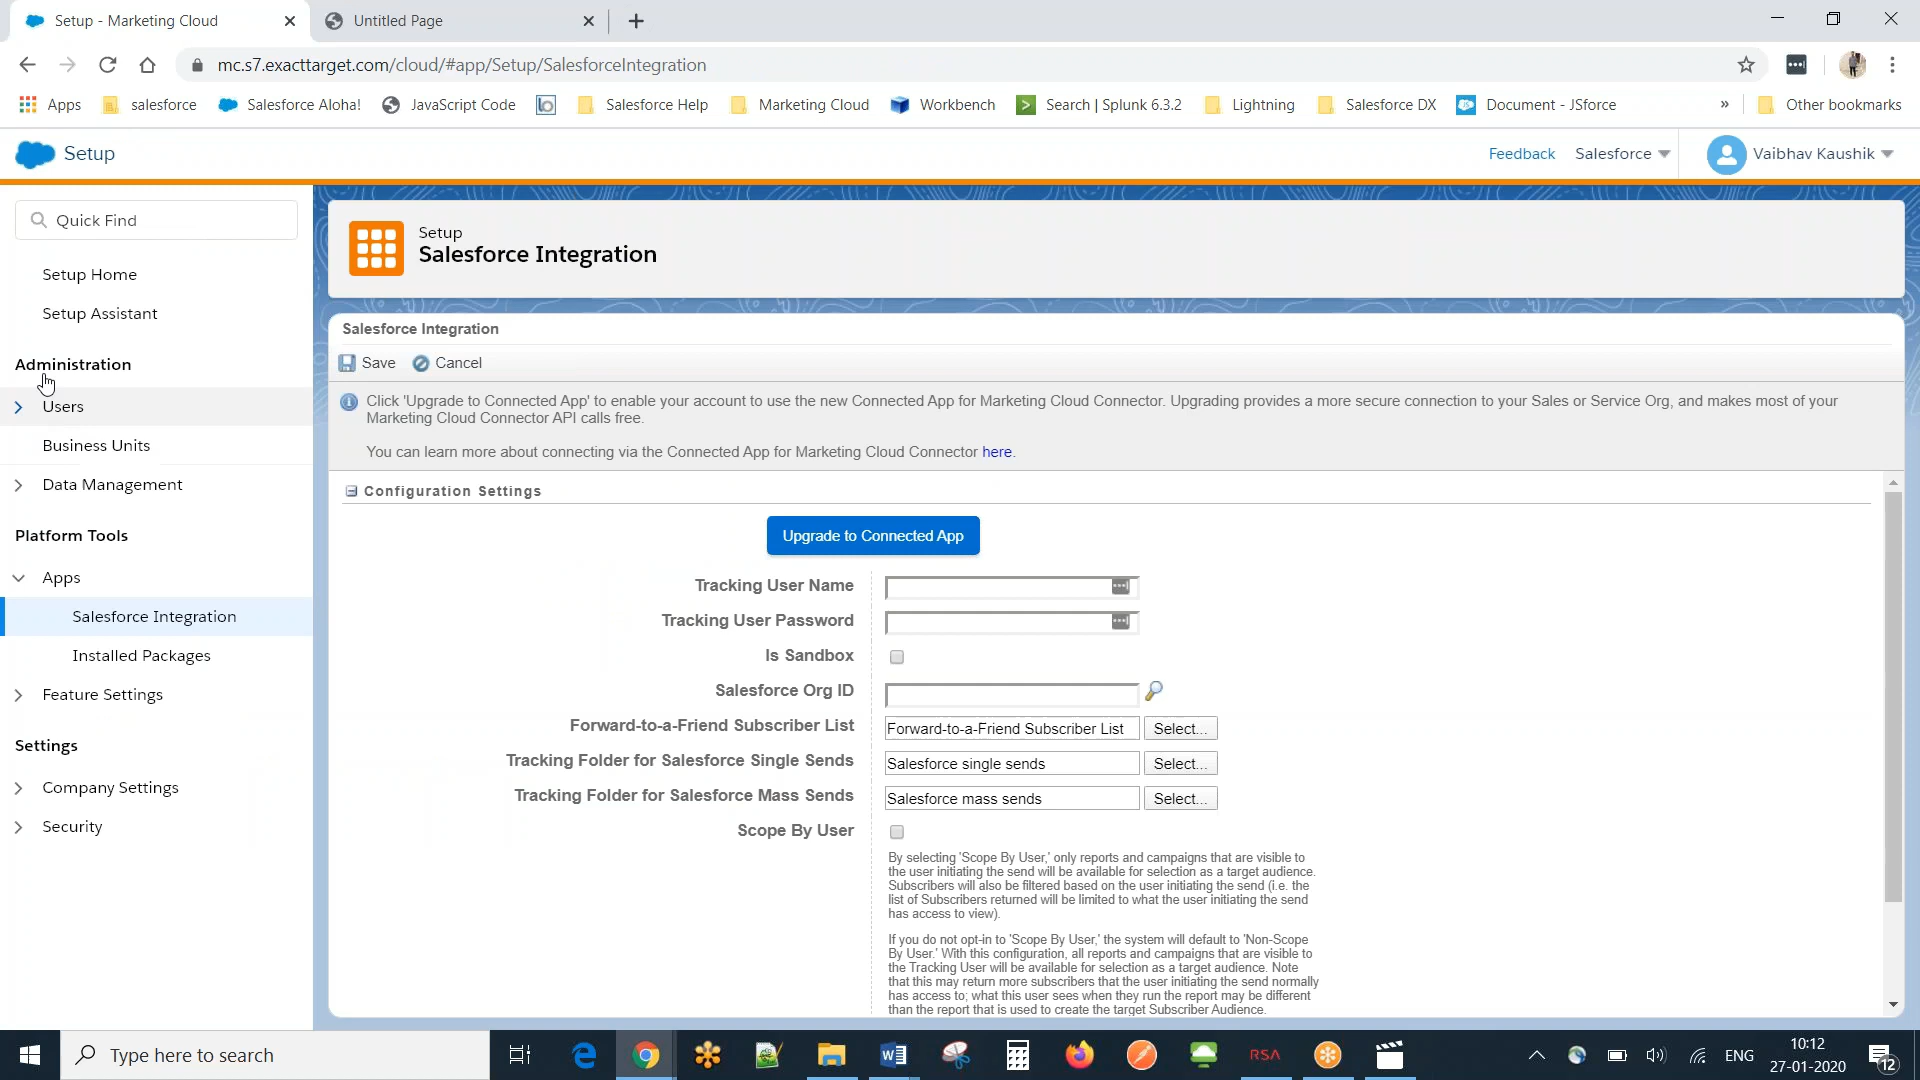 Setup - Marketing Cloud
Untitled Page
mc.s7.exacttarget.com/cloud/#app/Setup/SalesforceIntegration
Apps
salesforce
Salesforce Aloha!
JavaScript Code
Salesforce Help
Marketing Cloud
Workbench
Search | Splunk 6.3.2
Lightning
Salesforce DX
Document - JSforce
»
Other bookmarks
Setup
Feedback
Salesforce
Vaibhav Kaushik
Quick Find
Setup Home
Setup Assistant
Administration
Users
Business Units
Data Management
Platform Tools
Apps
Salesforce Integration
Installed Packages
Feature Settings
Settings
Company Settings
Security
Setup
Salesforce Integration
Salesforce Integration
Save
Cancel
Click 'Upgrade to Connected App' to enable your account to use the new Connected App for Marketing Cloud Connector. Upgrading provides a more secure connection to your Sales or Service Org, and makes most of your
Marketing Cloud Connector API calls free.
You can learn more about connecting via the Connected App for Marketing Cloud Connector here.
Configuration Settings
Upgrade to Connected App
Tracking User Name
Tracking User Password
Is Sandbox
Salesforce Org ID
Forward-to-a-Friend Subscriber List
Forward-to-a-Friend Subscriber List
Select...
Tracking Folder for Salesforce Single Sends
Salesforce single sends
Select...
Tracking Folder for Salesforce Mass Sends
Salesforce mass sends
Select...
Scope By User
By selecting 'Scope By User,' only reports and campaigns that are visible to
the user initiating the send will be available for selection as a target audience.
Subscribers will also be filtered based on the user initiating the send (i.e. the
list of Subscribers returned will be limited to what the user initiating the send
has access to view).
If you do not opt-in to 'Scope By User,' the system will default to 'Non-Scope
By User.' With this configuration, all reports and campaigns that are visible to
the Tracking User will be available for selection as a target audience. Note
that this may return more subscribers that the user initiating the send normally
has access to; what this user sees when they run the report may be different
than the report that is used to create the target Subscriber Audience.
Type here to search
RSA
ENG
10:12
27-01-2020
12